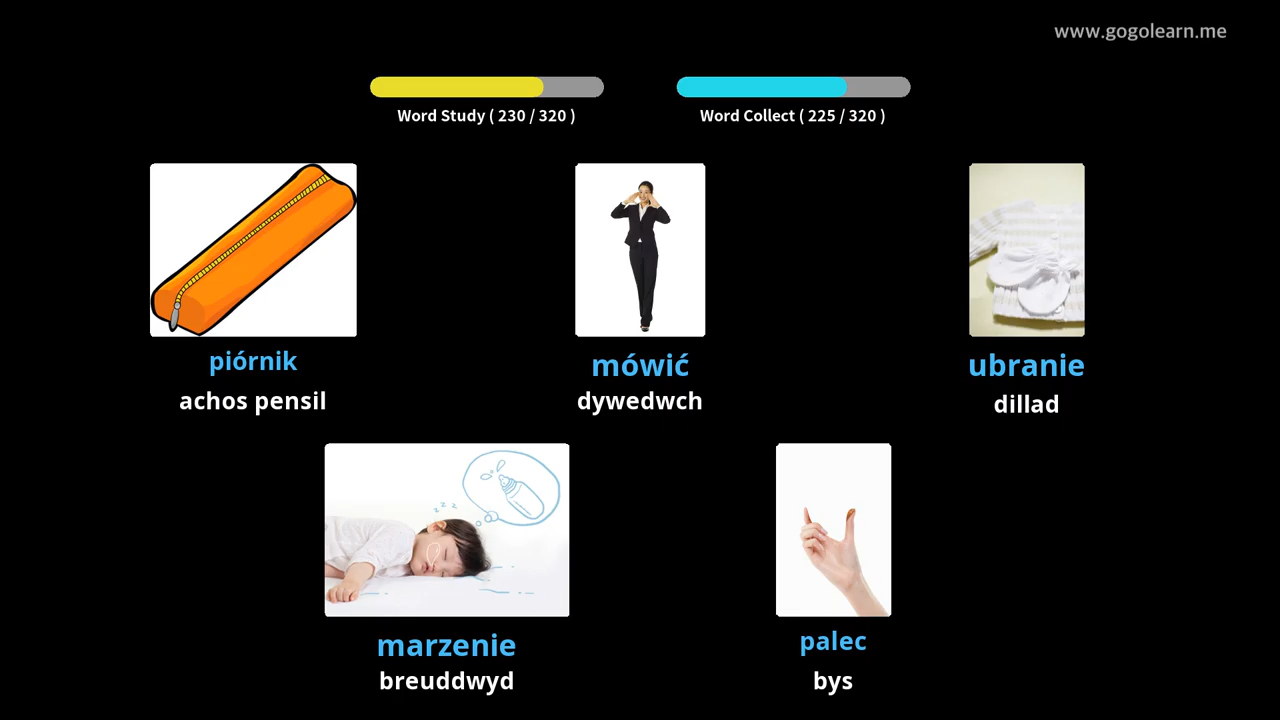 www.gogolearn.me
Word Study ( 230 / 320 )
Word Collect ( 225 / 320 )
piórnik
achos pensil
mówić
dywedwch
ubranie
dillad
z z z
marzenie
breuddwyd
palec
bys